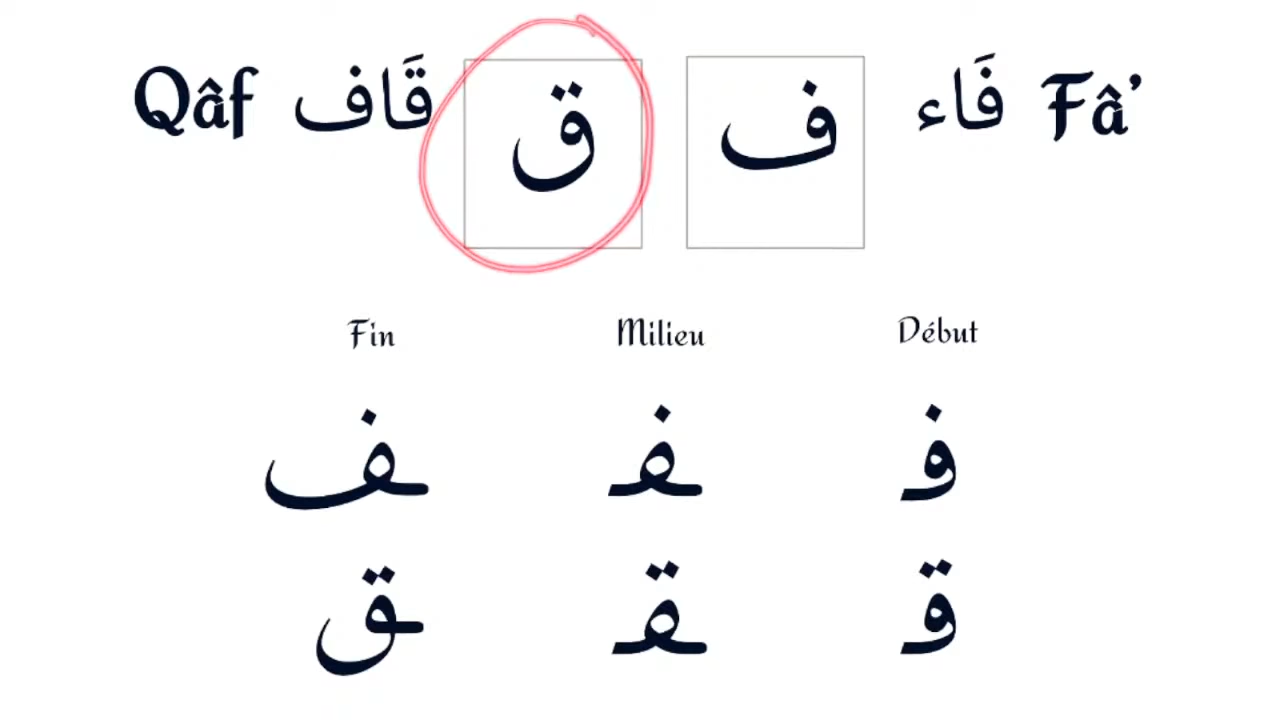 Qâf قَاف ق ف فَاء Fâ’
Fin Milieu Début
ـف ـفـ فـ
ـق ـقـ قـ